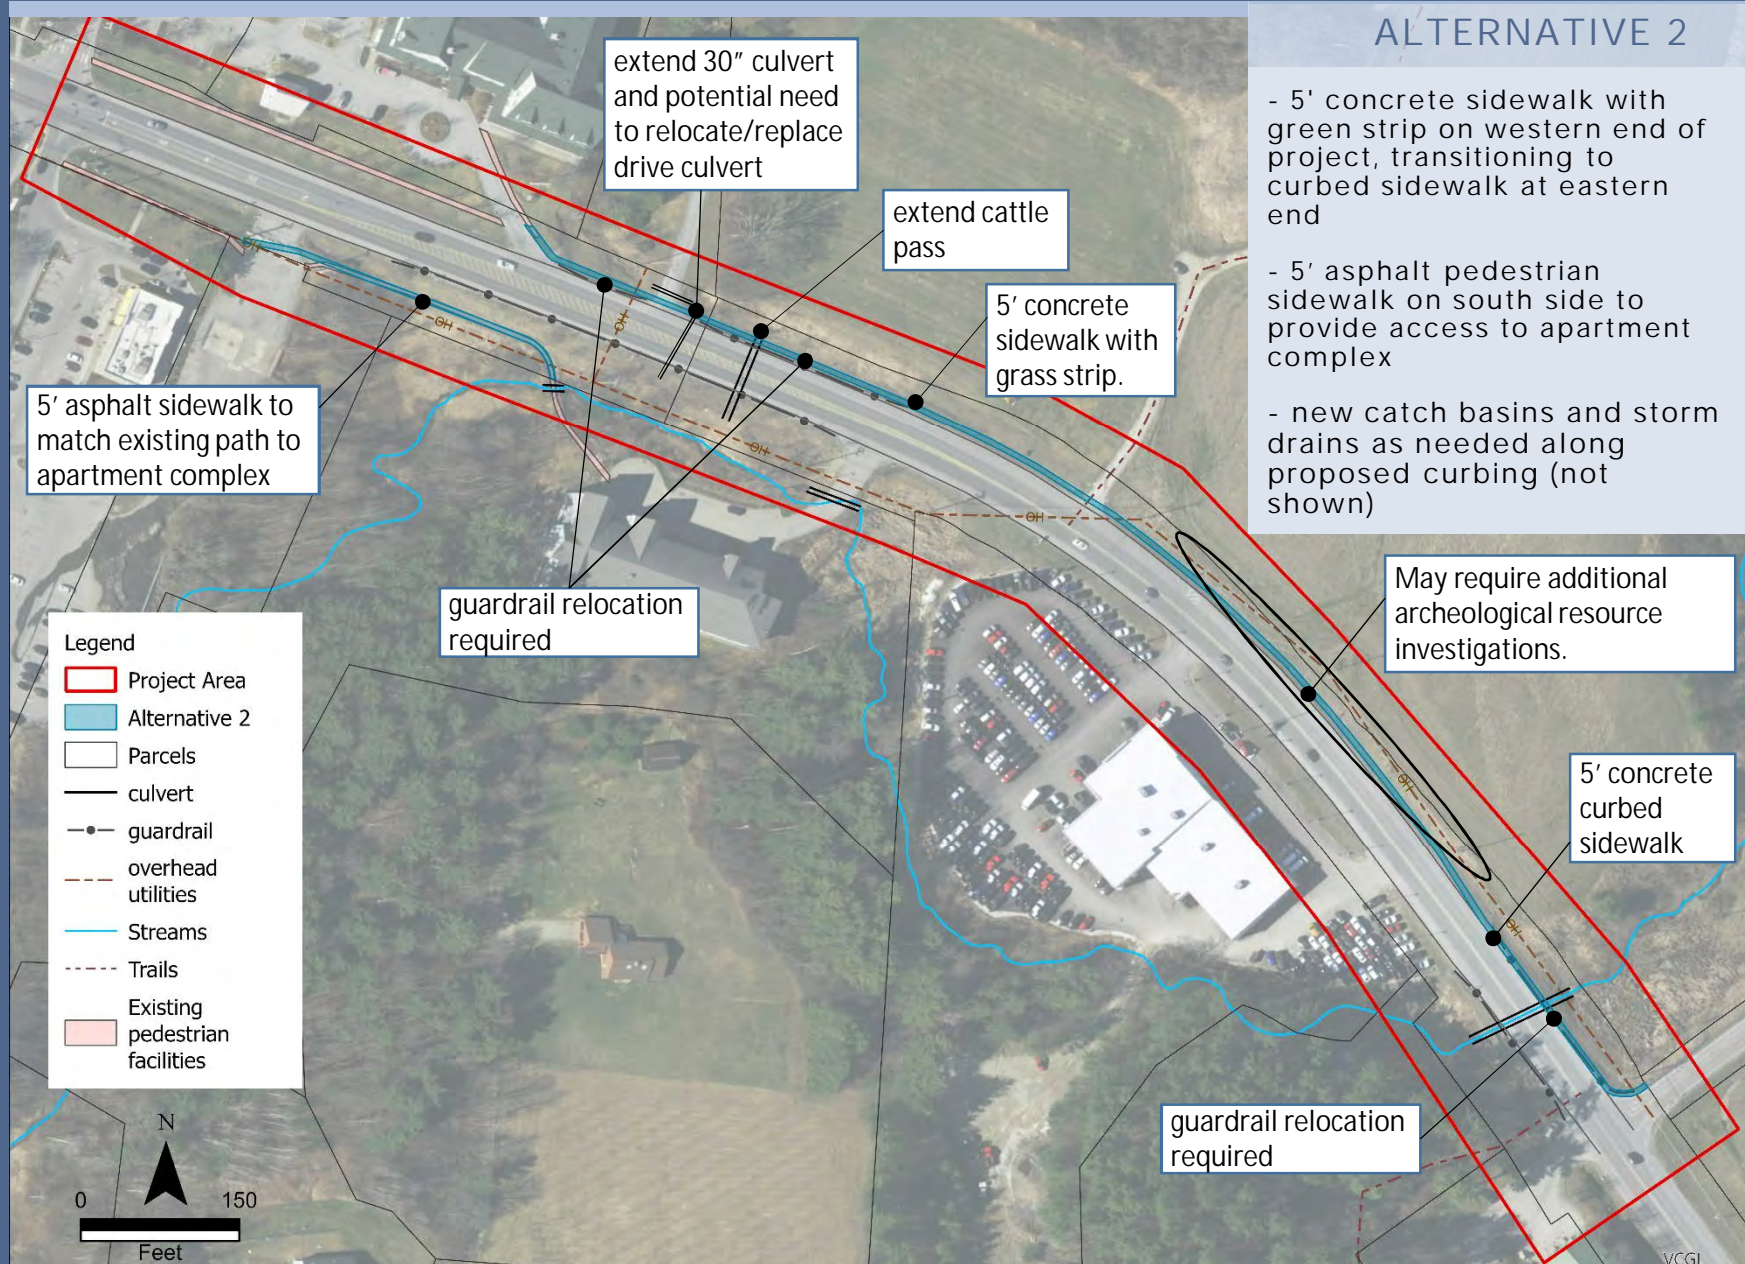 ALTERNATIVE 2
- 5' concrete sidewalk with
green strip on western end of
project, transitioning to
curbed sidewalk at eastern
end
- 5' asphalt pedestrian
sidewalk on south side to
provide access to apartment
complex
- new catch basins and storm
drains as needed along
proposed curbing (not
shown)
extend 30" culvert
and potential need
to relocate/replace
drive culvert
extend cattle
pass
5' concrete
sidewalk with
grass strip.
5' asphalt sidewalk to
match existing path to
apartment complex
guardrail relocation
required
May require additional
archeological resource
investigations.
5' concrete
curbed
sidewalk
guardrail relocation
required
OH
OH
OH
OH
OH
OH
OH
Legend
Project Area
Alternative 2
Parcels
culvert
guardrail
overhead
utilities
Streams
Trails
Existing
pedestrian
facilities
N
0 150
Feet
VCGI